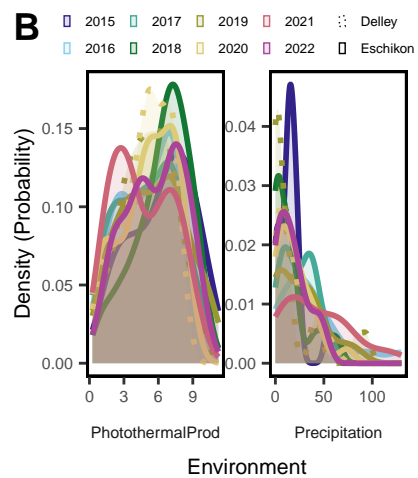 B
2015 2017 2019 2021 Delley
2016 2018 2020 2022 Eschikon
Density (Probability)
0.15
0.10
0.05
0.00
0.04
0.03
0.02
0.01
0.00
0 3 6 9
0 50 100
PhotothermalProd Precipitation
Environment